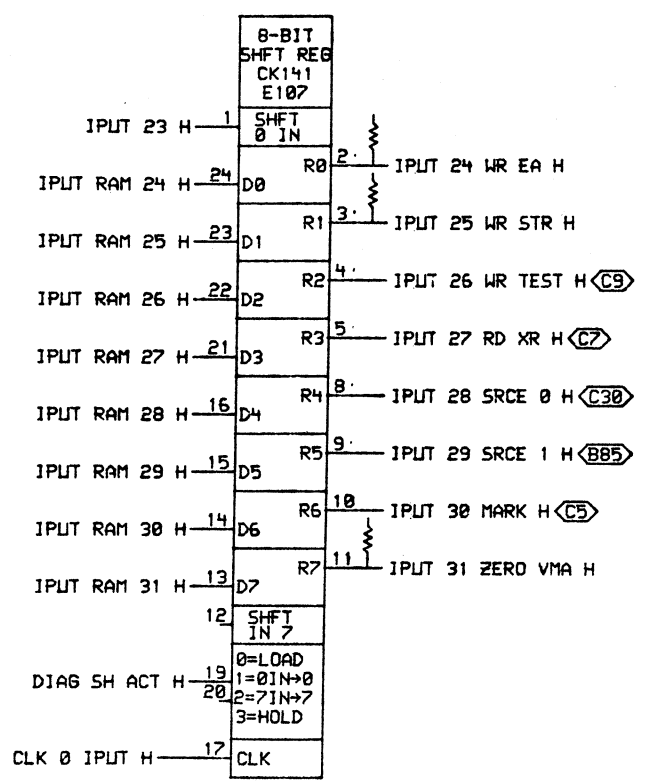 8-BIT
SHFT REG
CK141
E107
IPUT 23 H 1 SHFT
0 IN
R0 2 IPUT 24 WR EA H
IPUT RAM 24 H 24 D0
R1 3 IPUT 25 WR STR H
IPUT RAM 25 H 23 D1
R2 4 IPUT 26 WR TEST H C9
IPUT RAM 26 H 22 D2
R3 5 IPUT 27 RD XR H C7
IPUT RAM 27 H 21 D3
R4 8 IPUT 28 SRCE 0 H C30
IPUT RAM 28 H 16 D4
R5 9 IPUT 29 SRCE 1 H B85
IPUT RAM 29 H 15 D5
R6 10 IPUT 30 MARK H C5
IPUT RAM 30 H 14 D6
R7 11 IPUT 31 ZERO VMA H
IPUT RAM 31 H 13 D7
12 SHFT
IN 7
0=LOAD
DIAG SH ACT H 19 1=0IN→0
20 2=7IN→7
3=HOLD
CLK 0 IPUT H 17 CLK